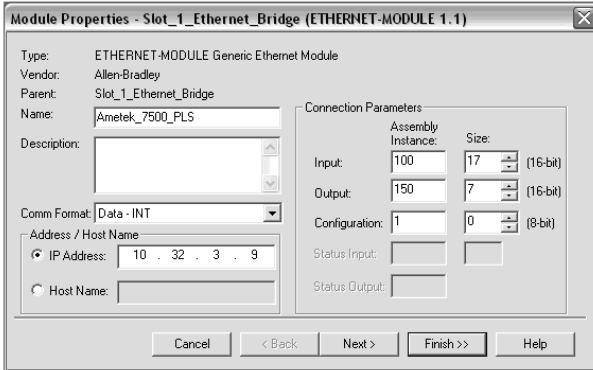 Module Properties - Slot_1_Ethernet_Bridge (ETHERNET-MODULE 1.1)
Type: ETHERNET-MODULE Generic Ethernet Module
Vendor: Allen-Bradley
Parent: Slot_1_Ethernet_Bridge
Name: Ametek_7500_PLS
Description:
Comm Format: Data - INT
Address / Host Name
IP Address: 10 . 32 . 3 . 9
Host Name:
Connection Parameters
Assembly
Instance: Size:
Input: 100 17 (16-bit)
Output: 150 7 (16-bit)
Configuration: 1 0 (8-bit)
Status Input:
Status Output:
Cancel < Back Next > Finish >> Help